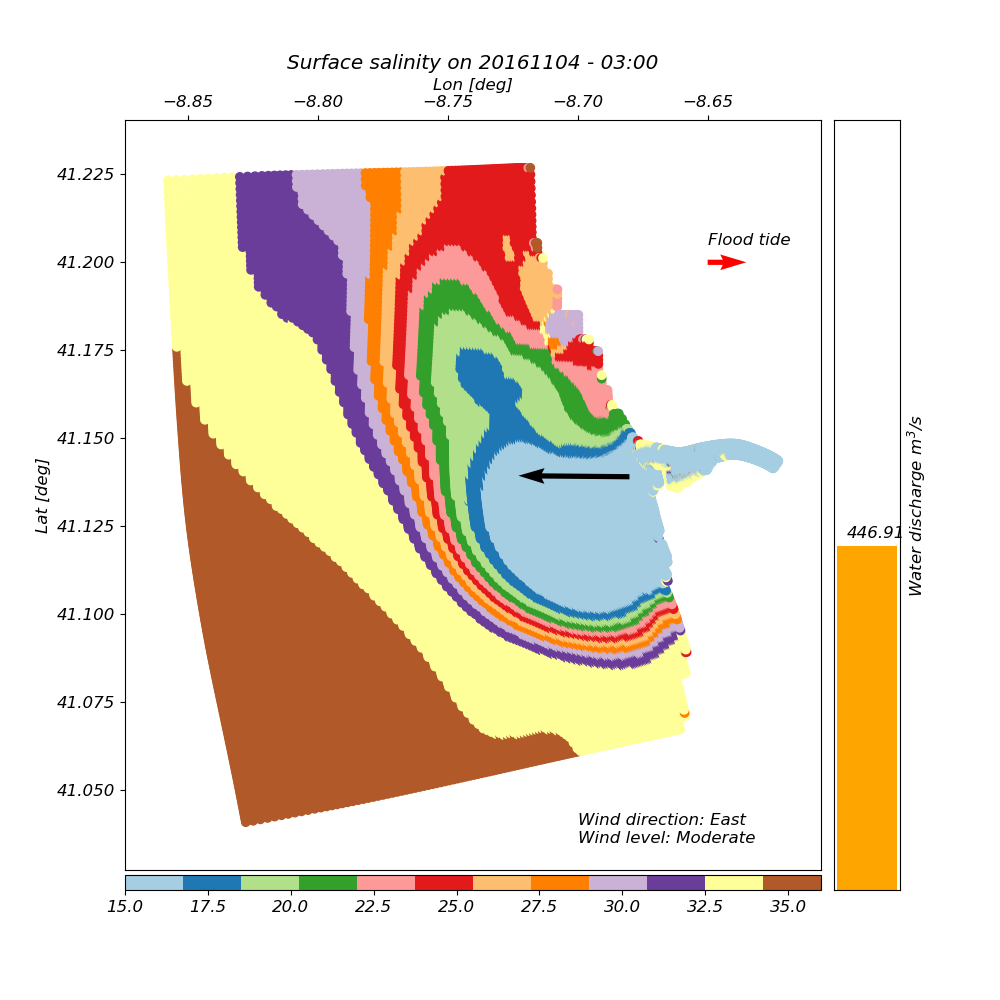 Surface salinity on 20161104 - 03:00
Lon [deg]
−8.85 −8.80 −8.75 −8.70 −8.65
41.225
41.200
41.175
41.150
41.125
41.100
41.075
41.050
Lat [deg]
Flood tide
Wind direction: East
Wind level: Moderate
446.91
Water discharge m³/s
15.0 17.5 20.0 22.5 25.0 27.5 30.0 32.5 35.0